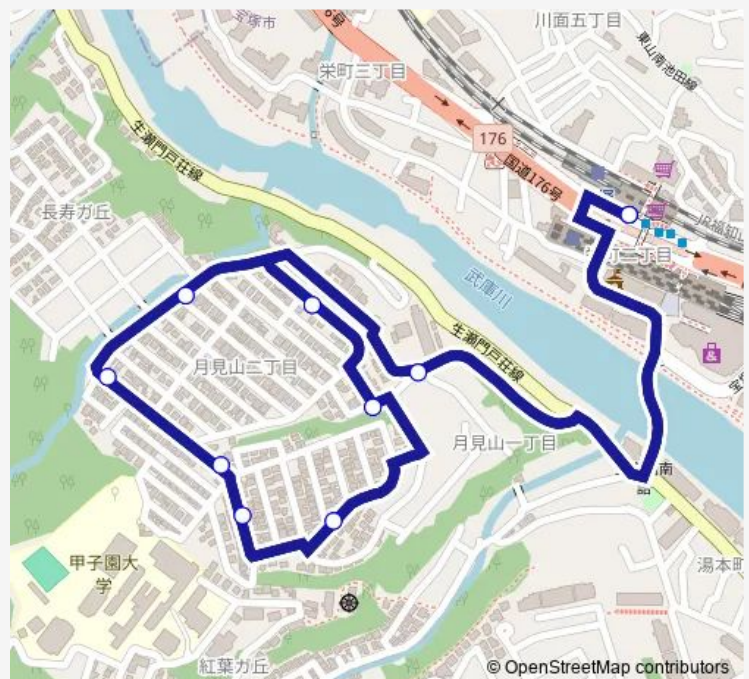 川面五丁目
宝塚市
栄町三丁目
東山南池田線
176
国道176号
生瀬門戸荘線
長寿ガ丘
JR福知山
町二丁目
武庫川
生瀬門戸荘線
月見山二丁目
月見山一丁目
南
詰
甲子園大
学
湯本町
紅葉ガ丘
© OpenStreetMap contributors